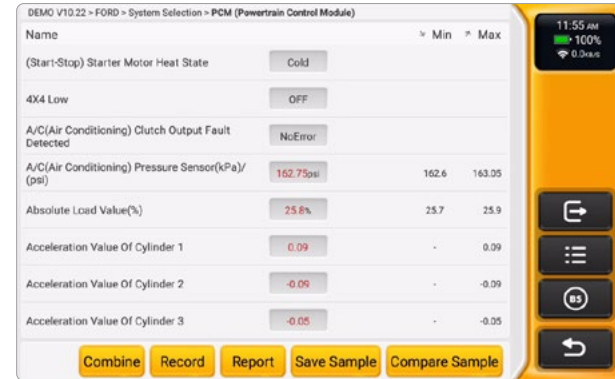 DEMO V10.22 > FORD > System Selection > PCM (Powertrain Control Module)
Name Min Max
(Start-Stop) Starter Motor Heat State Cold
4X4 Low OFF
A/C(Air Conditioning) Clutch Output Fault
Detected NoError
A/C(Air Conditioning) Pressure Sensor(kPa)/
(psi) 162.75psi 162.6 163.05
Absolute Load Value(%) 25.8% 25.7 25.9
Acceleration Value Of Cylinder 1 0.09 - 0.09
Acceleration Value Of Cylinder 2 -0.09 - -0.09
Acceleration Value Of Cylinder 3 -0.05 - -0.05
Combine Record Report Save Sample Compare Sample
11:55 AM
100%
0.0KB/S
BS